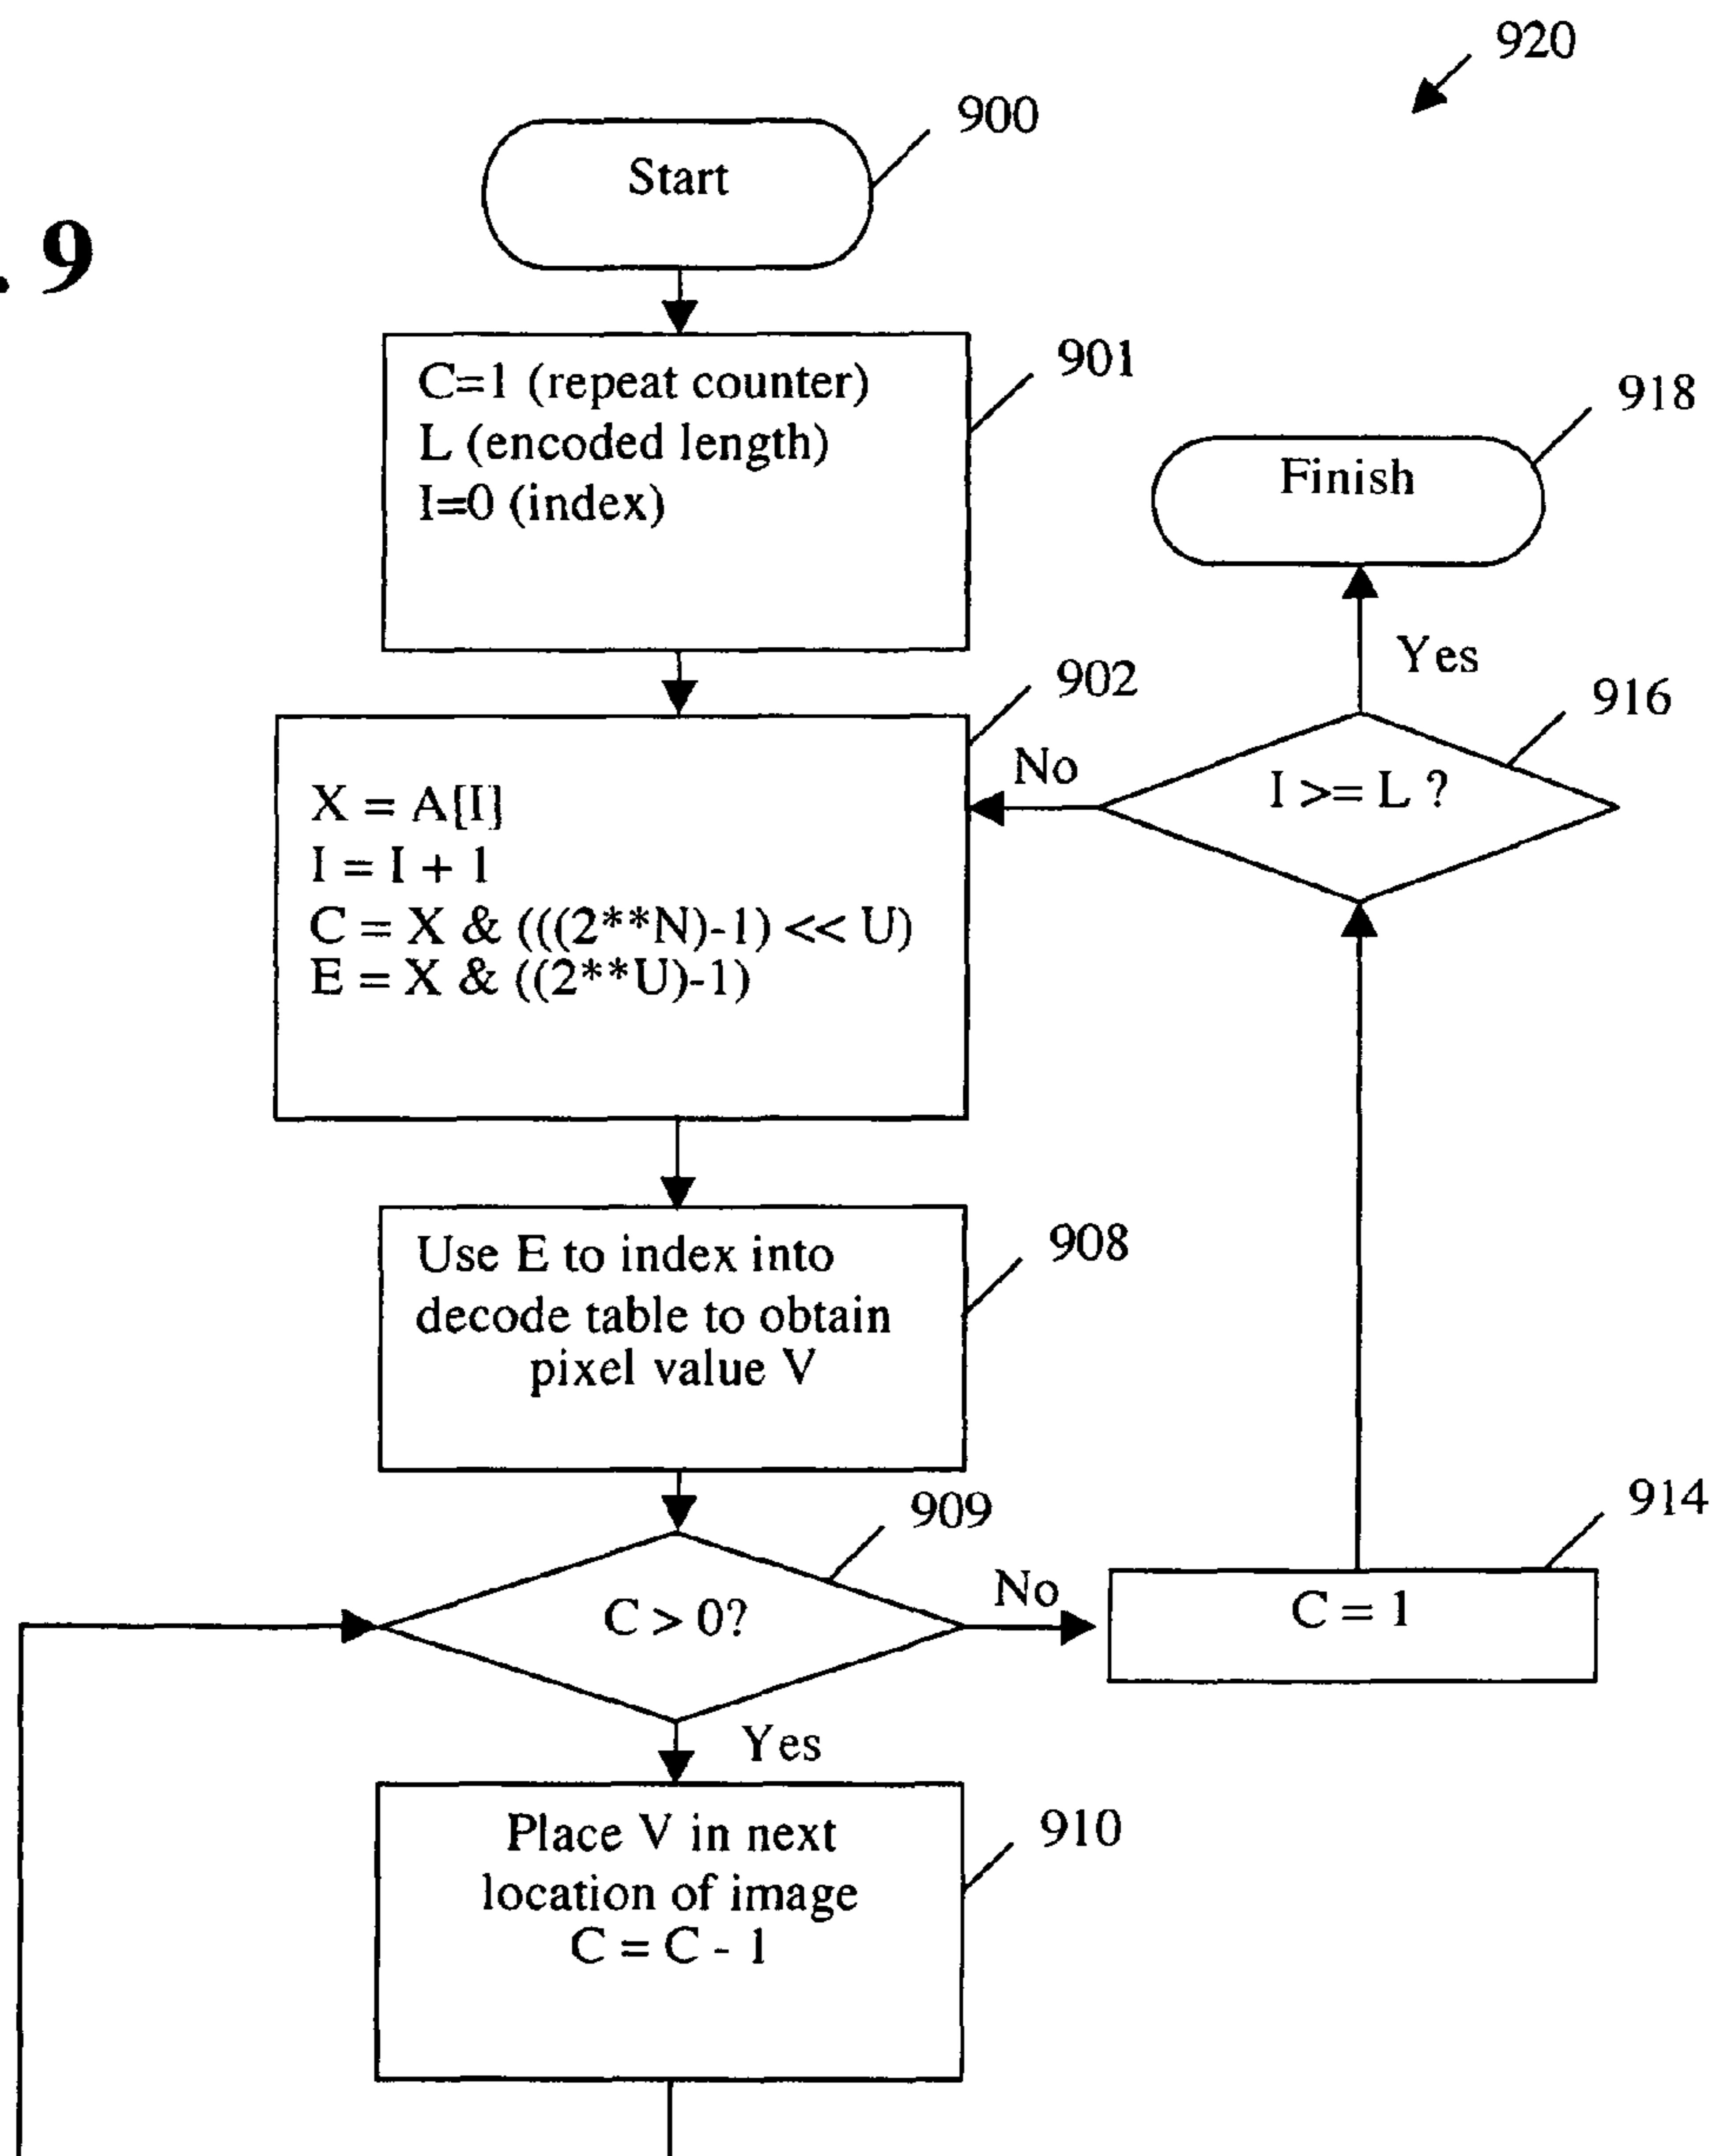 920
900
Start
. 9
901
C=1 (repeat counter)
L (encoded length)
I=0 (index)
918
Finish
Yes
902
916
No
I >= L ?
X = A[I]
I = I + 1
C = X & (((2**N)-1) << U)
E = X & ((2**U)-1)
908
Use E to index into
decode table to obtain
pixel value V
909
914
No
C > 0?
C = 1
Yes
910
Place V in next
location of image
C = C - 1